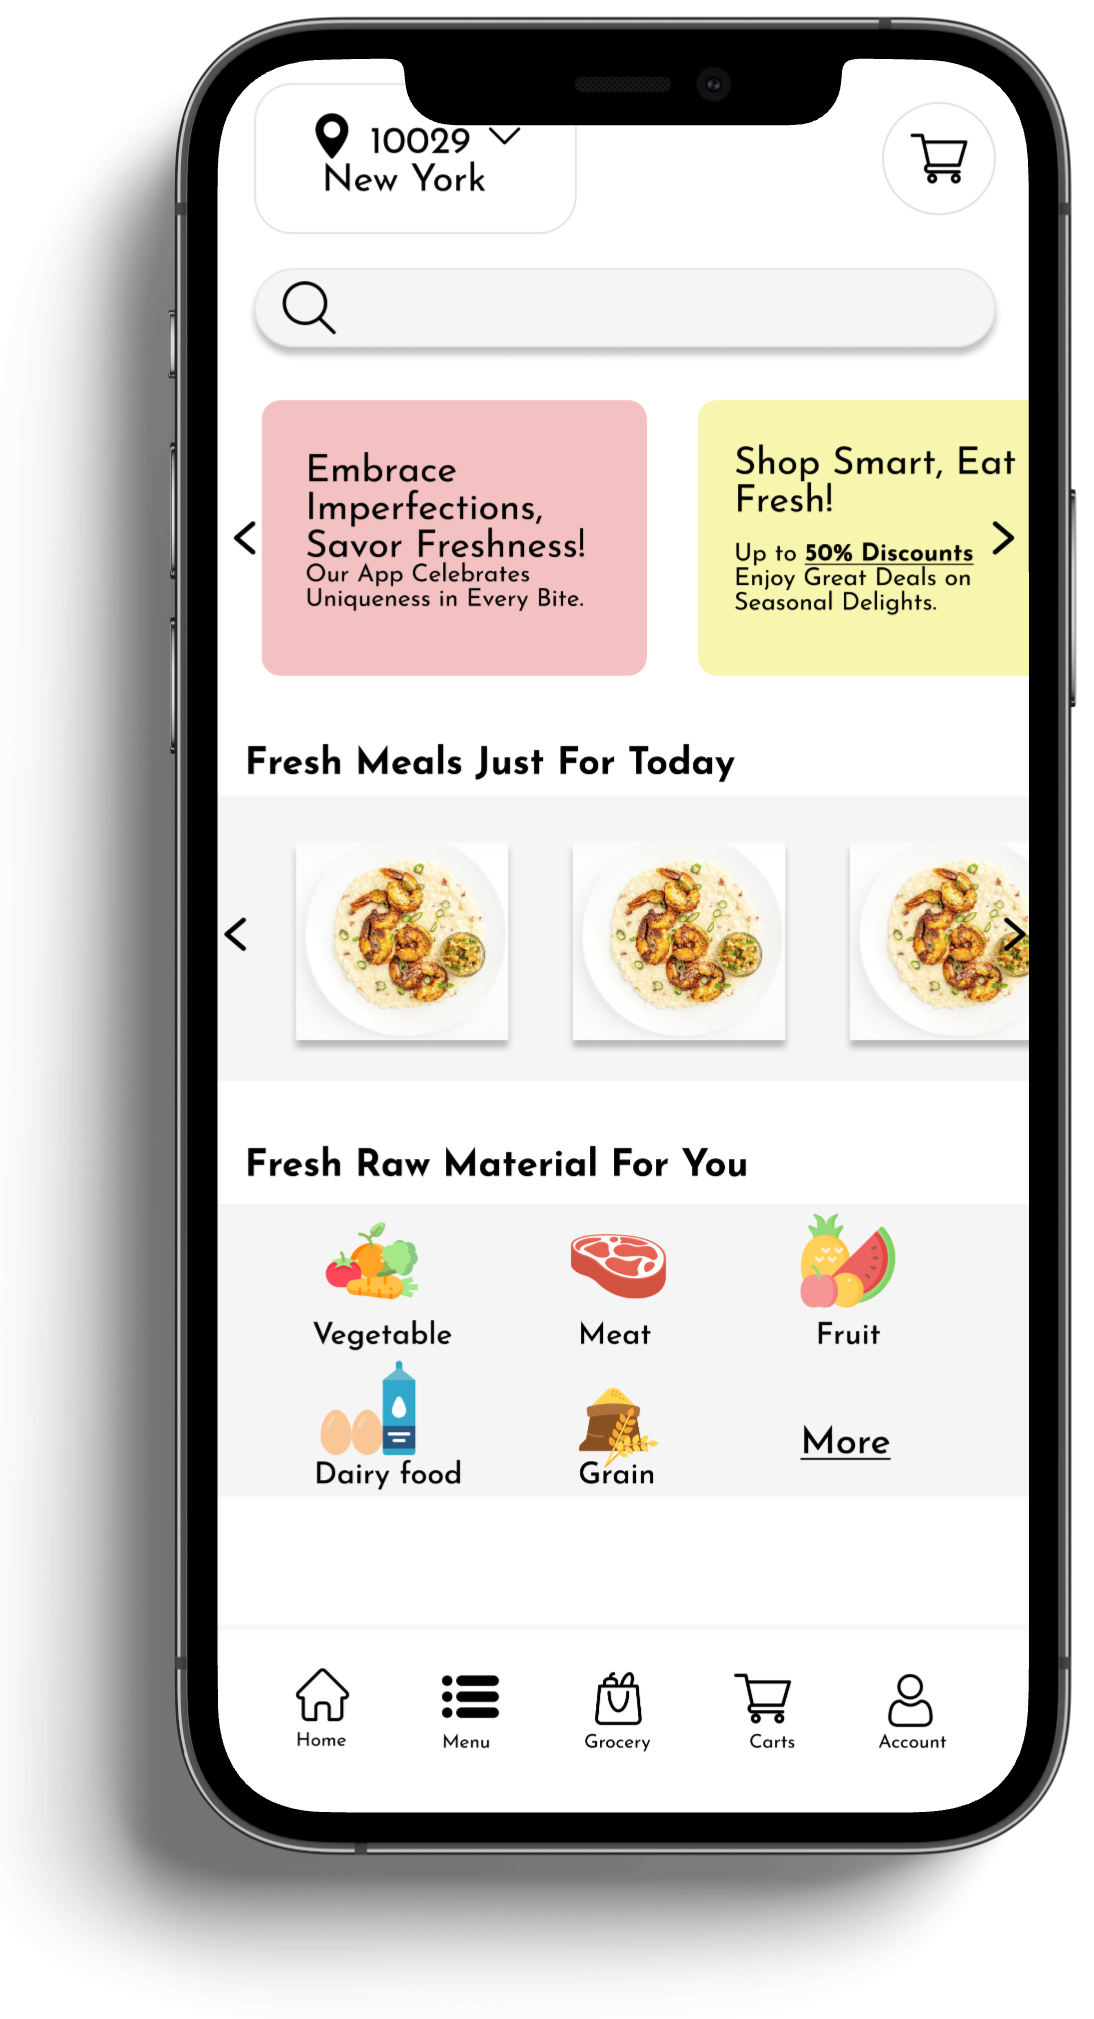 10029
New York
Embrace
Imperfections,
Savor Freshness!
Our App Celebrates
Uniqueness in Every Bite.
Shop Smart, Eat
Fresh!
Up to 50% Discounts
Enjoy Great Deals on
Seasonal Delights.
Fresh Meals Just For Today
Fresh Raw Material For You
Vegetable
Meat
Fruit
Dairy food
Grain
More
Home
Menu
Grocery
Carts
Account